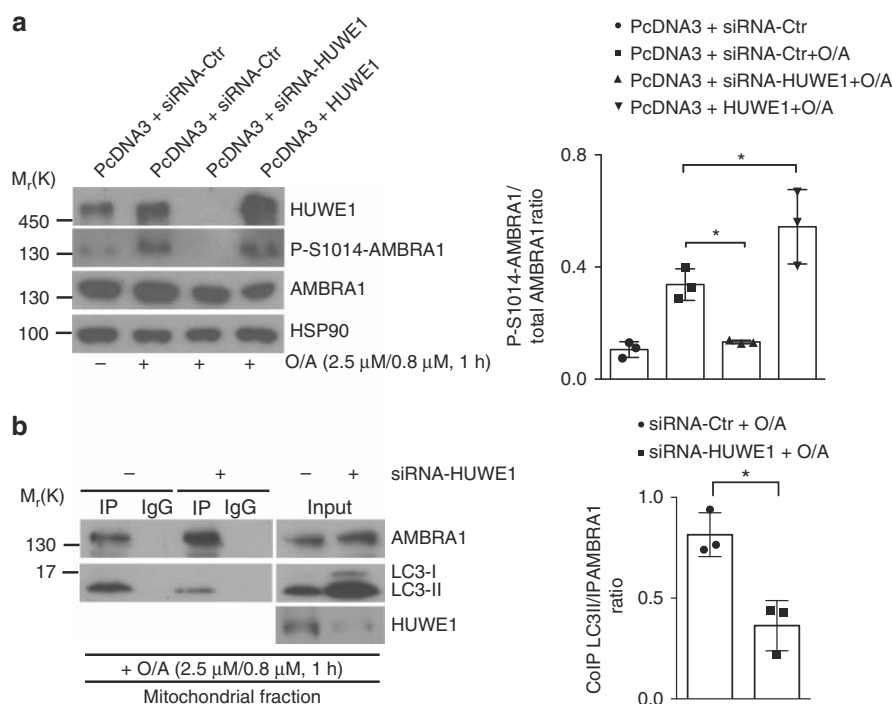 a
PcDNA3 + siRNA-Ctr
PcDNA3 + siRNA-Ctr
PcDNA3 + siRNA-HUWE1
PcDNA3 + HUWE1
Mr(K)
450
HUWE1
130
P-S1014-AMBRA1
130
AMBRA1
100
HSP90
– + + + O/A (2.5 μM/0.8 μM, 1 h)
PcDNA3 + siRNA-Ctr
PcDNA3 + siRNA-Ctr+O/A
PcDNA3 + siRNA-HUWE1+O/A
PcDNA3 + HUWE1+O/A
P-S1014-AMBRA1/
total AMBRA1 ratio
0.8
0.4
0.0
*
*
b
– + – + siRNA-HUWE1
Mr(K)
IP IgG IP IgG Input
130
AMBRA1
17
LC3-I
LC3-II
HUWE1
+ O/A (2.5 μM/0.8 μM, 1 h)
Mitochondrial fraction
siRNA-Ctr + O/A
siRNA-HUWE1 + O/A
CoIP LC3II/IPAMBRA1
ratio
1.0
0.5
0.0
*